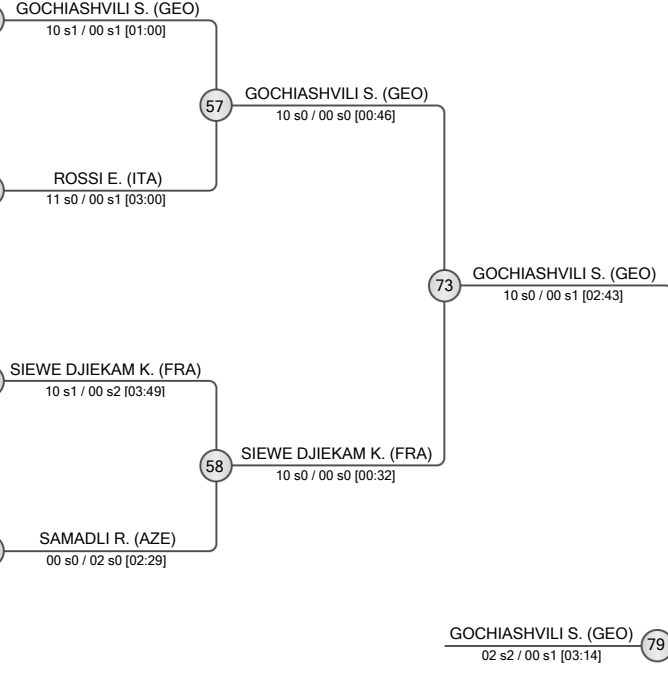 GOCHIASHVILI S. (GEO)
10 s1 / 00 s1 [01:00]
57
GOCHIASHVILI S. (GEO)
10 s0 / 00 s0 [00:46]
ROSSI E. (ITA)
11 s0 / 00 s1 [03:00]
73
GOCHIASHVILI S. (GEO)
10 s0 / 00 s1 [02:43]
SIEWE DJIEKAM K. (FRA)
10 s1 / 00 s2 [03:49]
58
SIEWE DJIEKAM K. (FRA)
10 s0 / 00 s0 [00:32]
SAMADLI R. (AZE)
00 s0 / 02 s0 [02:29]
GOCHIASHVILI S. (GEO)
02 s2 / 00 s1 [03:14]
79